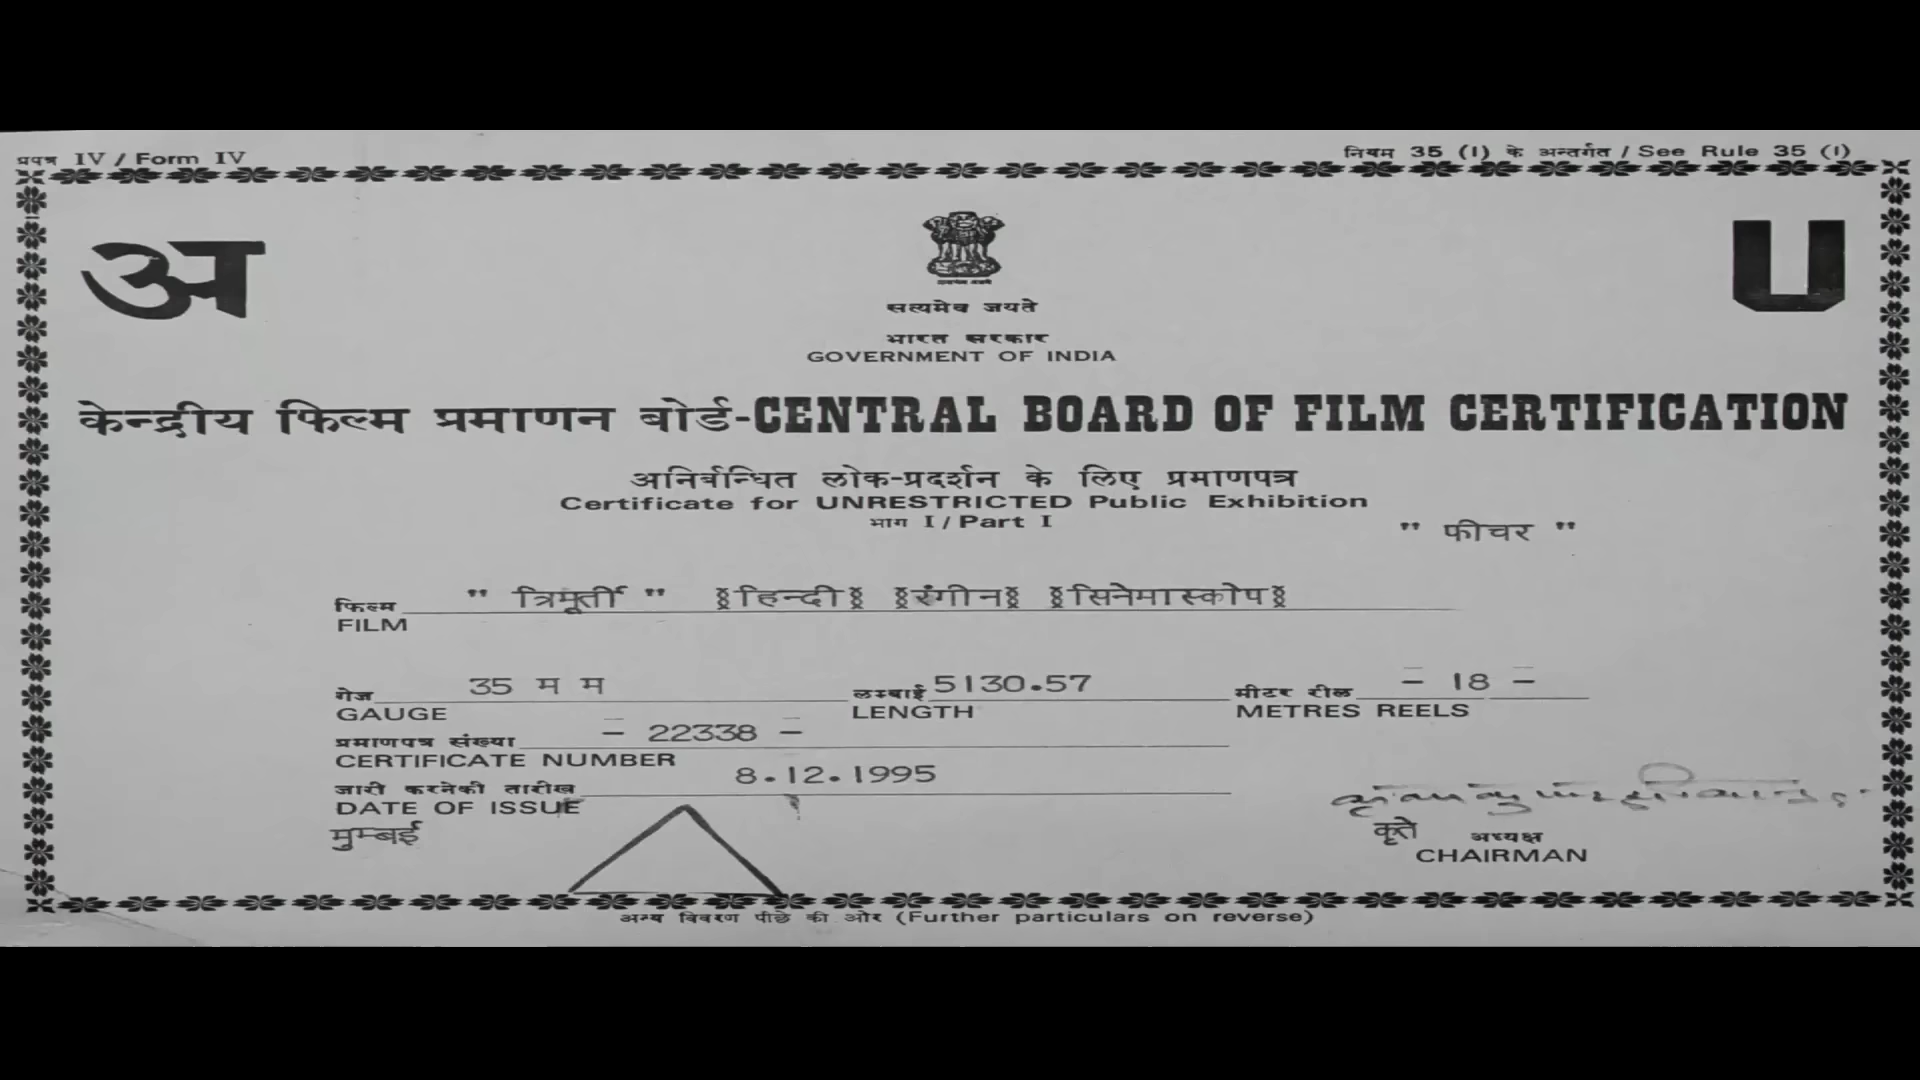 प्रपत्र IV / Form IV
नियम 35 (I) के अन्तर्गत / See Rule 35 (I)
अ
U
सत्यमेव जयते
भारत सरकार
GOVERNMENT OF INDIA
केन्द्रीय फिल्म प्रमाणन बोर्ड-CENTRAL BOARD OF FILM CERTIFICATION
अनिर्बन्धित लोक-प्रदर्शन के लिए प्रमाणपत्र
Certificate for UNRESTRICTED Public Exhibition
भाग I / Part I
" फीचर "
फिल्म " त्रिमूर्ती " (हिन्दी) (रंगीन) (सिनेमास्कोप)
FILM
गेज 35 म म लम्बाई 5130.57 मीटर रील - 18 -
GAUGE LENGTH METRES REELS
प्रमाणपत्र संख्या - 22338 -
CERTIFICATE NUMBER
जारी करनेकी तारीख 8.12.1995
DATE OF ISSUE
मुम्बई
कृते अध्यक्ष
CHAIRMAN
अन्य विवरण पीछे की ओर (Further particulars on reverse)